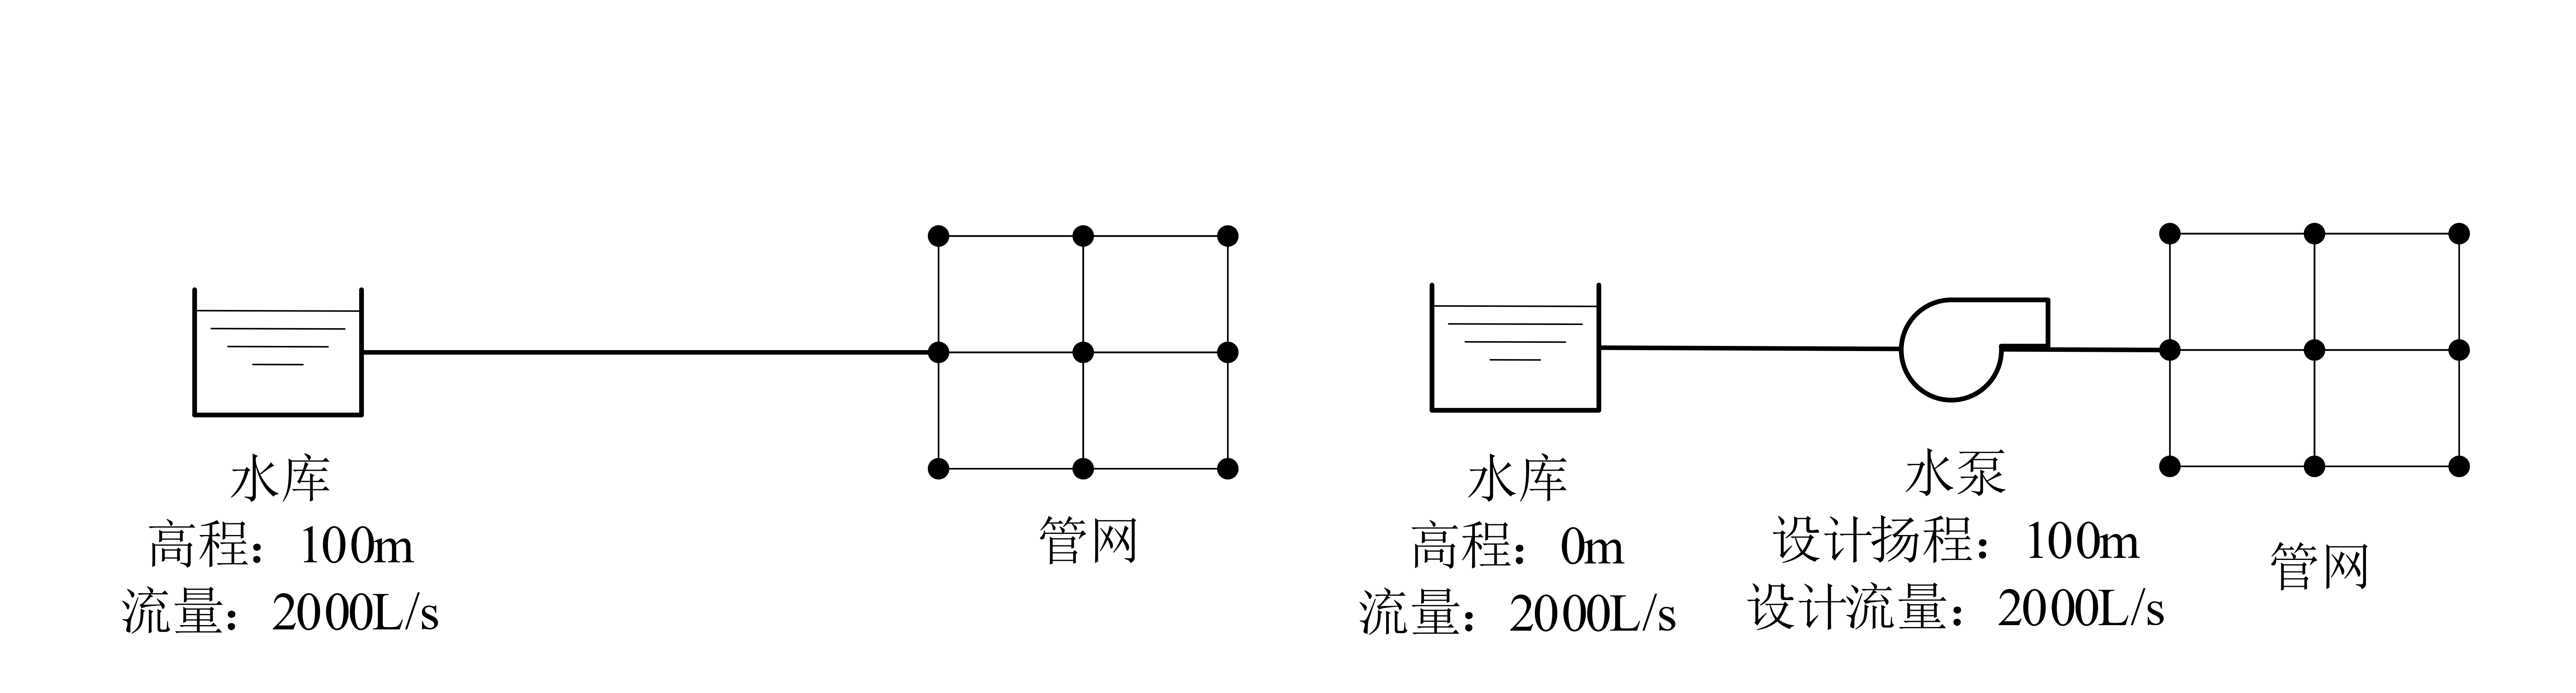 水库
高程：100m
流量：2000L/s
管网
水库
高程：0m
流量：2000L/s
水泵
设计扬程：100m
设计流量：2000L/s
管网